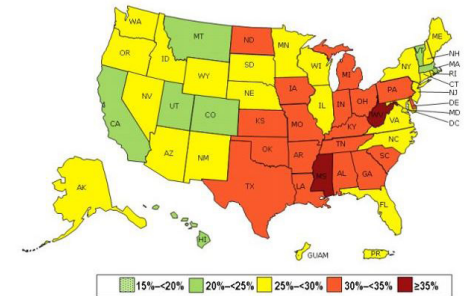 WA
MT
ND
MN
ME
OR
ID
SD
WI
MI
NY
VT
NH
MA
RI
CT
NJ
DE
MD
DC
WY
NE
IA
IL
IN
OH
PA
NV
UT
CO
KS
MO
KY
VA
CA
AZ
NM
OK
AR
TN
NC
SC
TX
LA
MS
AL
GA
FL
AK
HI
GUAM
PR
15%–<20% 20%–<25% 25%–<30% 30%–<35% ≥35%